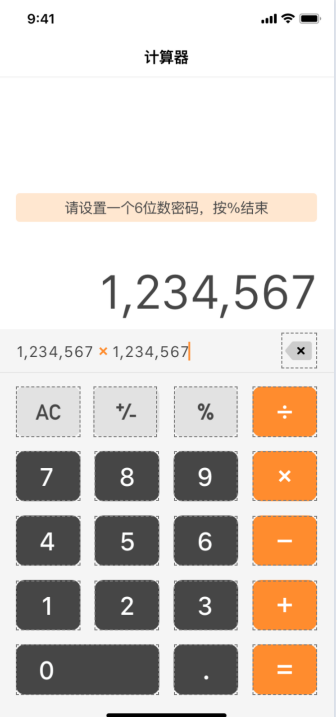 9:41
计算器
请设置一个6位数密码，按%结束
1,234,567
1,234,567 × 1,234,567
AC +/- % ÷
7 8 9 ×
4 5 6 −
1 2 3 +
0 . =